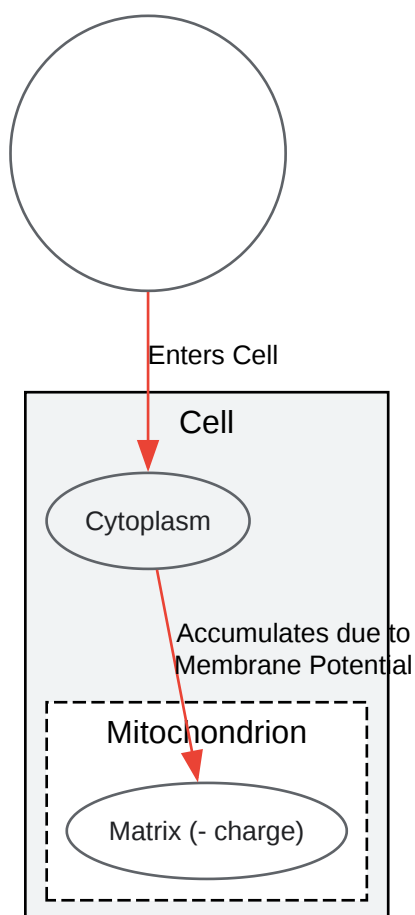 Enters Cell
Cell
Cytoplasm
Accumulates due to
Membrane Potential
Mitochondrion
Matrix (- charge)